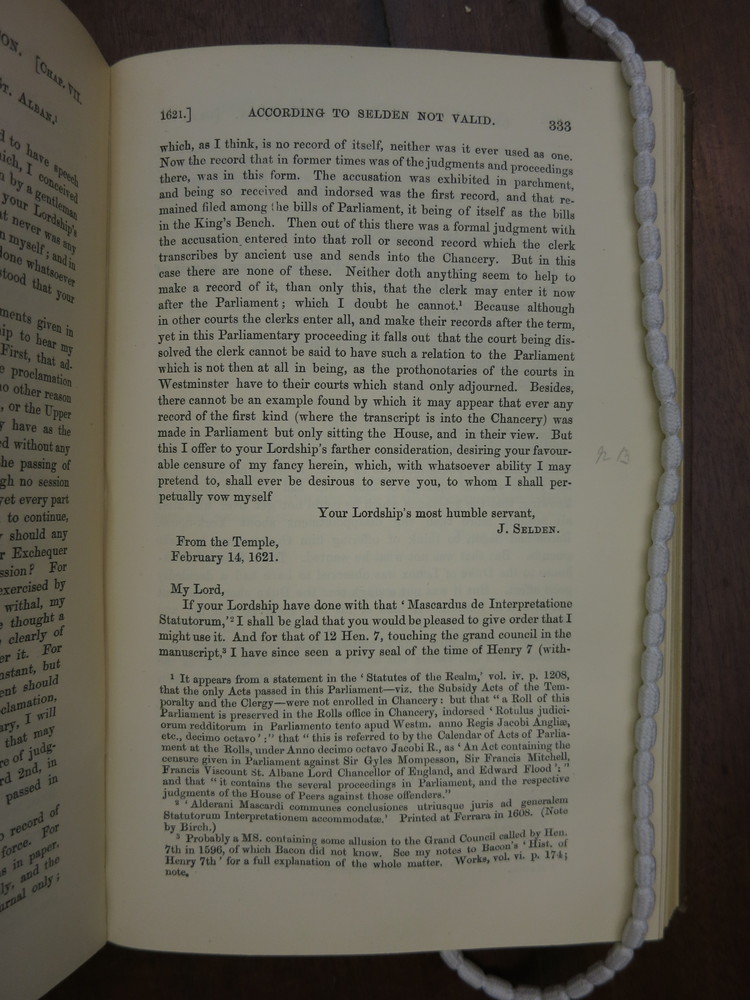 ON. [CHAP. VII.
ST. ALBAN.¹
d to have speech
ich, I conceived
n by a gentleman
your Lordship's
at never was any
n myself; and in
done whatsoever
stood that your
ments given in
hip to hear my
First, that ad-
e proclamation
no other reason
, or the Upper
y have as the
ed without any
he passing of
gh no session
yet every part
to continue,
y should any
r Exchequer
ssion? For
exercised by
withal, my
e thought a
clearly of
er it. For
nstant, but
ent should
clamation,
ary, I will
that may
re of judg-
rd 2nd, in
passed in
o record of
force. For
s in paper.
ly, and the
urnal only;
1621.] ACCORDING TO SELDEN NOT VALID. 333
which, as I think, is no record of itself, neither was it ever used as one.
Now the record that in former times was of the judgments and proceedings
there, was in this form. The accusation was exhibited in parchment,
and being so received and indorsed was the first record, and that re-
mained filed among the bills of Parliament, it being of itself as the bills
in the King's Bench. Then out of this there was a formal judgment with
the accusation entered into that roll or second record which the clerk
transcribes by ancient use and sends into the Chancery. But in this
case there are none of these. Neither doth anything seem to help to
make a record of it, than only this, that the clerk may enter it now
after the Parliament; which I doubt he cannot.¹ Because although
in other courts the clerks enter all, and make their records after the term,
yet in this Parliamentary proceeding it falls out that the court being dis-
solved the clerk cannot be said to have such a relation to the Parliament
which is not then at all in being, as the prothonotaries of the courts in
Westminster have to their courts which stand only adjourned. Besides,
there cannot be an example found by which it may appear that ever any
record of the first kind (where the transcript is into the Chancery) was
made in Parliament but only sitting the House, and in their view. But
this I offer to your Lordship's farther consideration, desiring your favour-
able censure of my fancy herein, which, with whatsoever ability I may
pretend to, shall ever be desirous to serve you, to whom I shall per-
petually vow myself
Your Lordship's most humble servant,
J. SELDEN.
From the Temple,
February 14, 1621.
My Lord,
If your Lordship have done with that 'Mascardus de Interpretatione
Statutorum,'² I shall be glad that you would be pleased to give order that I
might use it. And for that of 12 Hen. 7, touching the grand council in the
manuscript,³ I have since seen a privy seal of the time of Henry 7 (with-
¹ It appears from a statement in the 'Statutes of the Realm,' vol. iv. p. 1208,
that the only Acts passed in this Parliament—viz. the Subsidy Acts of the Tem-
poralty and the Clergy—were not enrolled in Chancery: but that "a Roll of this
Parliament is preserved in the Rolls office in Chancery, indorsed 'Rotulus judici-
orum redditorum in Parliamento tento apud Westm. anno Regis Jacobi Angliæ,
etc., decimo octavo':" that "this is referred to by the Calendar of Acts of Parlia-
ment at the Rolls, under Anno decimo octavo Jacobi R., as 'An Act containing the
censure given in Parliament against Sir Gyles Mompesson, Sir Francis Mitchell,
Francis Viscount St. Albane Lord Chancellor of England, and Edward Flood';"
and that "it contains the several proceedings in Parliament, and the respective
judgments of the House of Peers against those offenders."
² 'Alderani Mascardi communes conclusiones utriusque juris ad generalem
Statutorum Interpretationem accommodatæ.' Printed at Ferrara in 1608. (Note
by Birch.)
³ Probably a MS. containing some allusion to the Grand Council called by Hen.
7th in 1596, of which Bacon did not know. See my notes to Bacon's 'Hist. of
Henry 7th' for a full explanation of the whole matter. Works, vol. vi. p. 174;
note.
NB